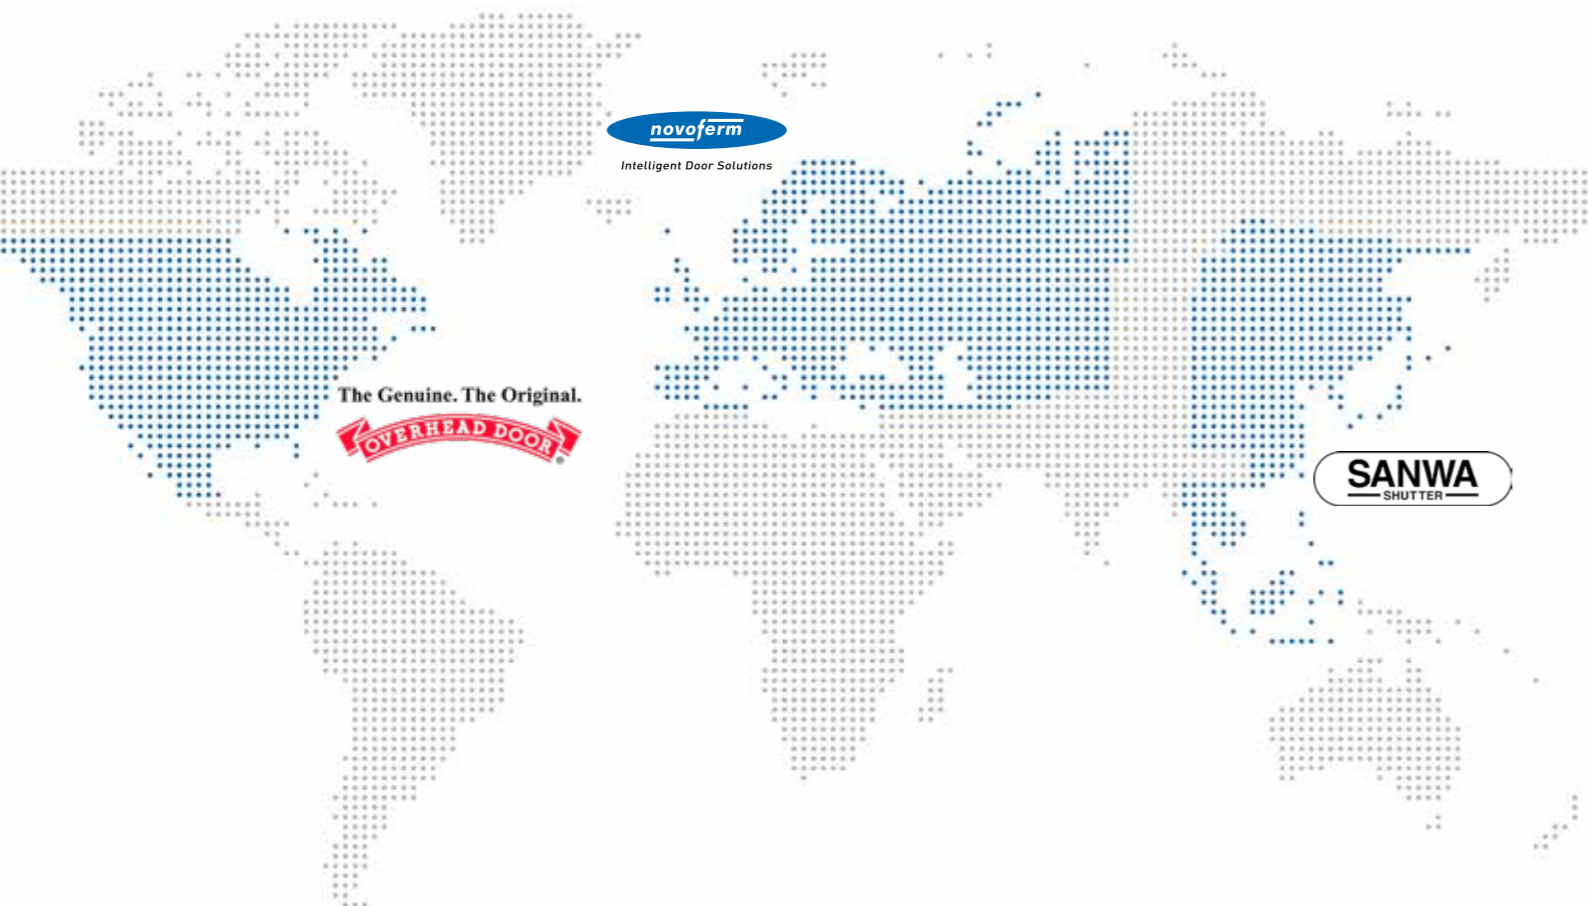 novoferm
Intelligent Door Solutions
The Genuine. The Original.
OVERHEAD DOOR
®
SANWA
SHUTTER